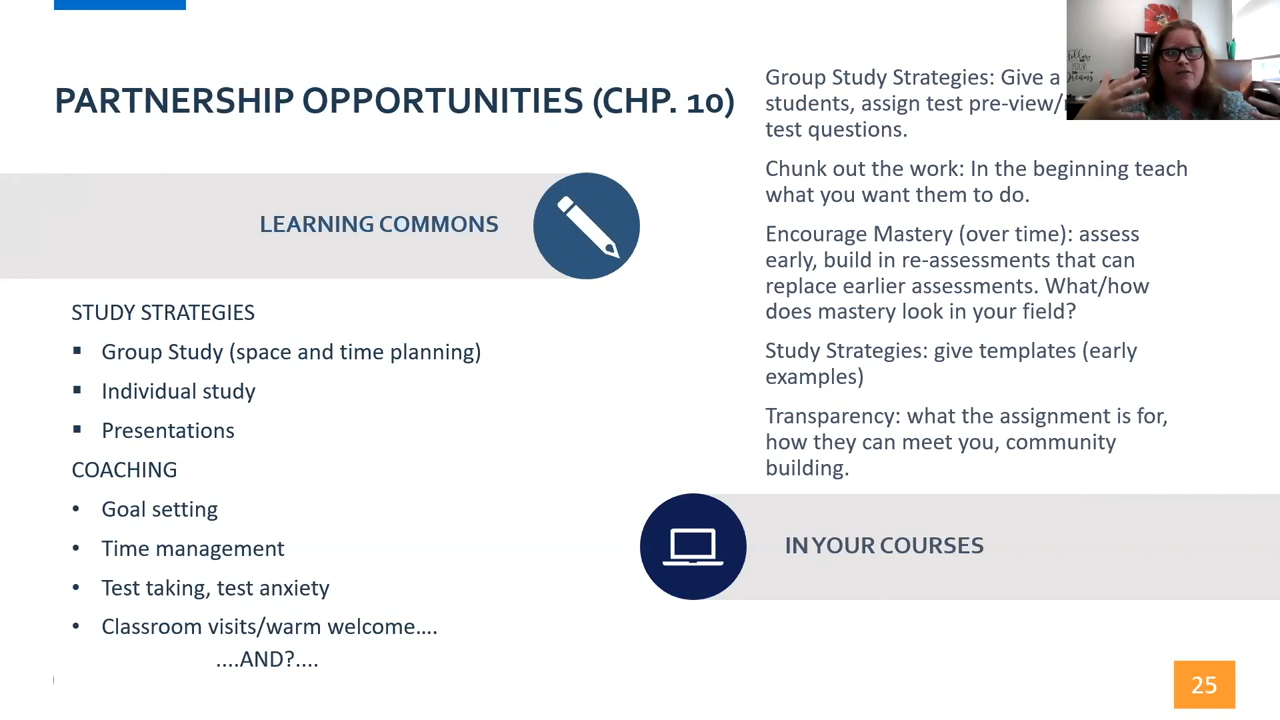 PARTNERSHIP OPPORTUNITIES (CHP. 10)
LEARNING COMMONS
STUDY STRATEGIES
▪ Group Study (space and time planning)
▪ Individual study
▪ Presentations
COACHING
• Goal setting
• Time management
• Test taking, test anxiety
• Classroom visits/warm welcome....
....AND?....
Group Study Strategies: Give a
students, assign test pre-view/
test questions.
Chunk out the work: In the beginning teach
what you want them to do.
Encourage Mastery (over time): assess
early, build in re-assessments that can
replace earlier assessments. What/how
does mastery look in your field?
Study Strategies: give templates (early
examples)
Transparency: what the assignment is for,
how they can meet you, community
building.
IN YOUR COURSES
25
follow
YOUR
Dreams